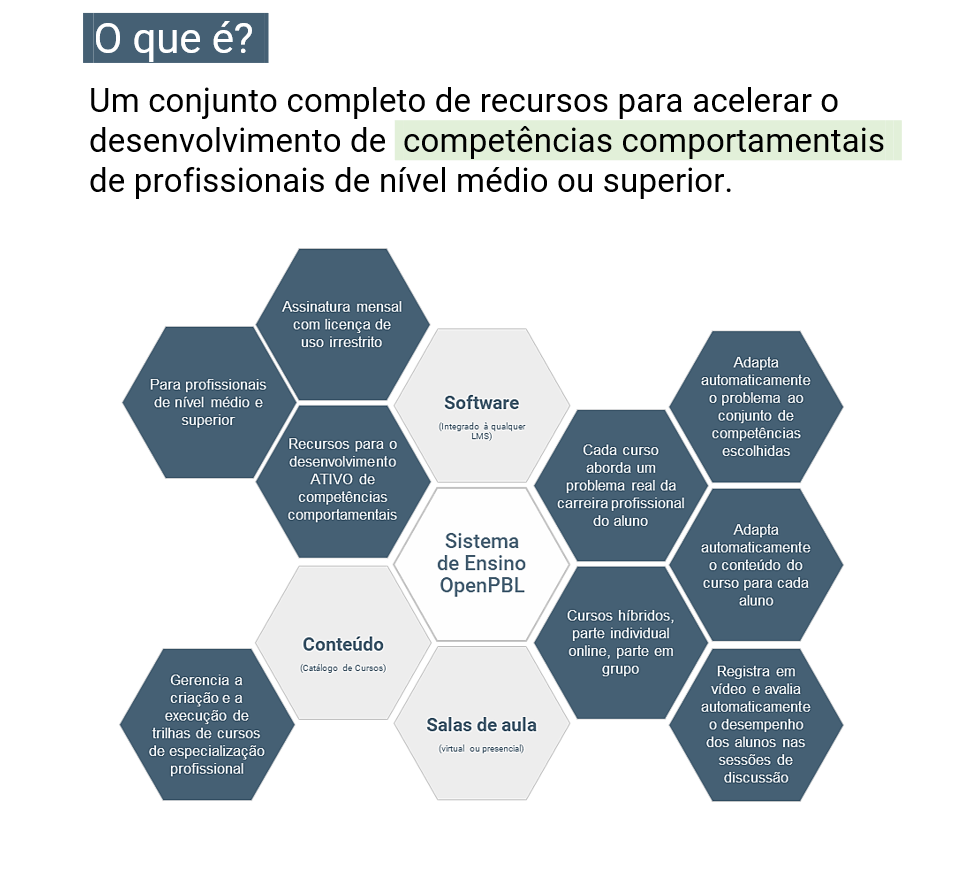 O que é?
Um conjunto completo de recursos para acelerar o
desenvolvimento de competências comportamentais
de profissionais de nível médio ou superior.
Assinatura mensal
com licença de
uso irrestrito
Para profissionais
de nível médio e
superior
Recursos para o
desenvolvimento
ATIVO de
competências
comportamentais
Software
(Integrado à qualquer
LMS)
Sistema
de Ensino
OpenPBL
Conteúdo
(Catálogo de Cursos)
Salas de aula
(virtual ou presencial)
Gerencia a
criação e a
execução de
trilhas de cursos
de especialização
profissional
Cada curso
aborda um
problema real da
carreira profissional
do aluno
Cursos híbridos,
parte individual
online, parte em
grupo
Adapta
automaticamente
o problema ao
conjunto de
competências
escolhidas
Adapta
automaticamente
o conteúdo do
curso para cada
aluno
Registra em
vídeo e avalia
automaticamente
o desempenho
dos alunos nas
sessões de
discussão